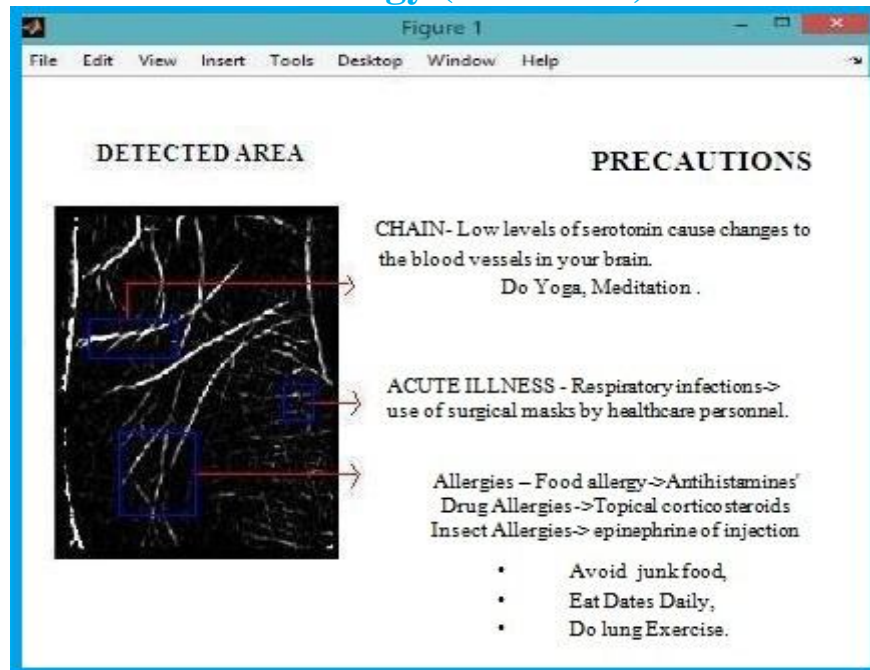 Figure 1
File Edit View Insert Tools Desktop Window Help
DETECTED AREA
PRECAUTIONS
CHAIN- Low levels of serotonin cause changes to
the blood vessels in your brain.
Do Yoga, Meditation .
ACUTE ILLNESS - Respiratory infections->
use of surgical masks by healthcare personnel.
Allergies – Food allergy->Antihistamines'
Drug Allergies->Topical corticosteroids
Insect Allergies-> epinephrine of injection
• Avoid junk food,
• Eat Dates Daily,
• Do lung Exercise.